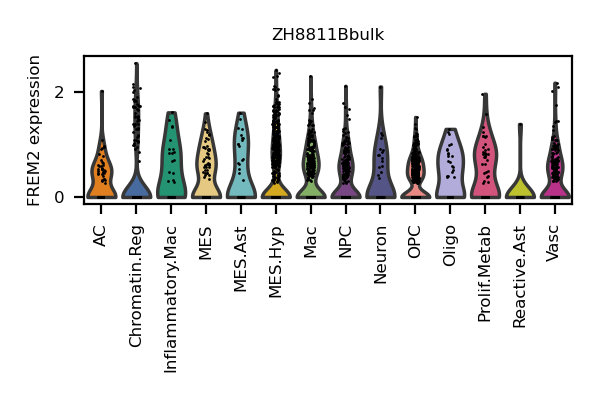 ZH8811Bbulk
FREM2 expression
2
0
AC
Chromatin.Reg
Inflammatory.Mac
MES
MES.Ast
MES.Hyp
Mac
NPC
Neuron
OPC
Oligo
Prolif.Metab
Reactive.Ast
Vasc